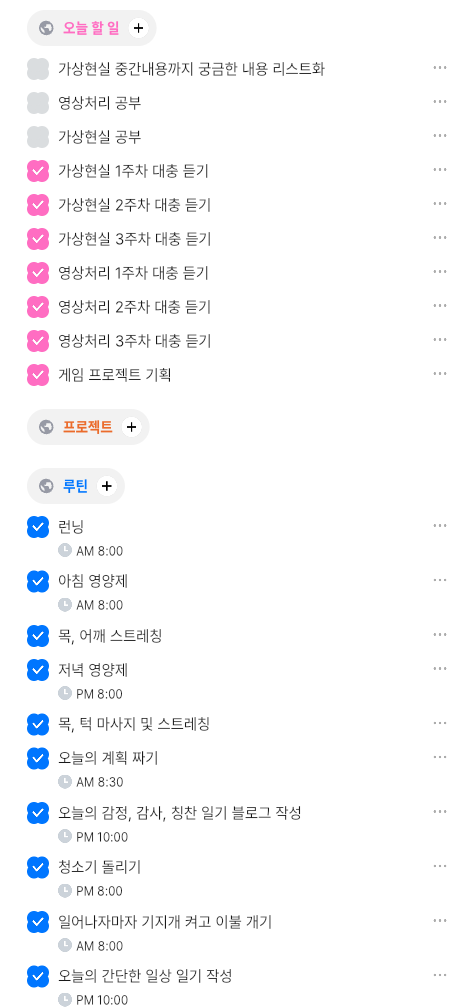 오늘 할 일
가상현실 중간내용까지 궁금한 내용 리스트화
영상처리 공부
가상현실 공부
가상현실 1주차 대충 듣기
가상현실 2주차 대충 듣기
가상현실 3주차 대충 듣기
영상처리 1주차 대충 듣기
영상처리 2주차 대충 듣기
영상처리 3주차 대충 듣기
게임 프로젝트 기획
프로젝트
루틴
런닝
AM 8:00
아침 영양제
AM 8:00
목, 어깨 스트레칭
저녁 영양제
PM 8:00
목, 턱 마사지 및 스트레칭
오늘의 계획 짜기
AM 8:30
오늘의 감정, 감사, 칭찬 일기 블로그 작성
PM 10:00
청소기 돌리기
PM 8:00
일어나자마자 기지개 켜고 이불 개기
AM 8:00
오늘의 간단한 일상 일기 작성
PM 10:00